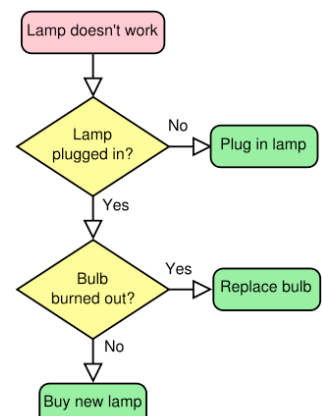 Lamp doesn't work
Lamp
plugged in?
No
Plug in lamp
Yes
Bulb
burned out?
Yes
Replace bulb
No
Buy new lamp